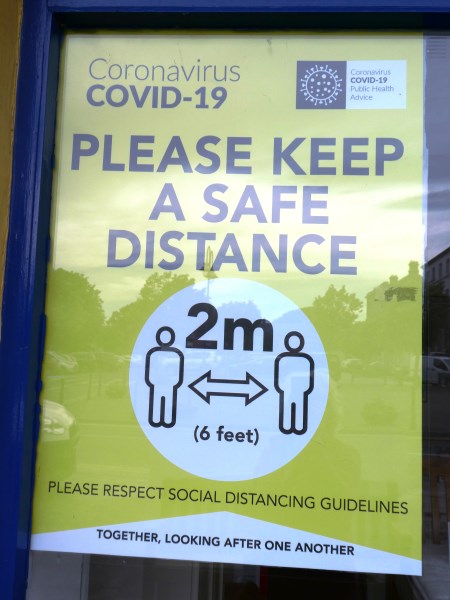 Coronavirus
COVID-19
Coronavirus
COVID-19
Public Health
Advice
PLEASE KEEP
A SAFE
DISTANCE
2m
(6 feet)
PLEASE RESPECT SOCIAL DISTANCING GUIDELINES
TOGETHER, LOOKING AFTER ONE ANOTHER